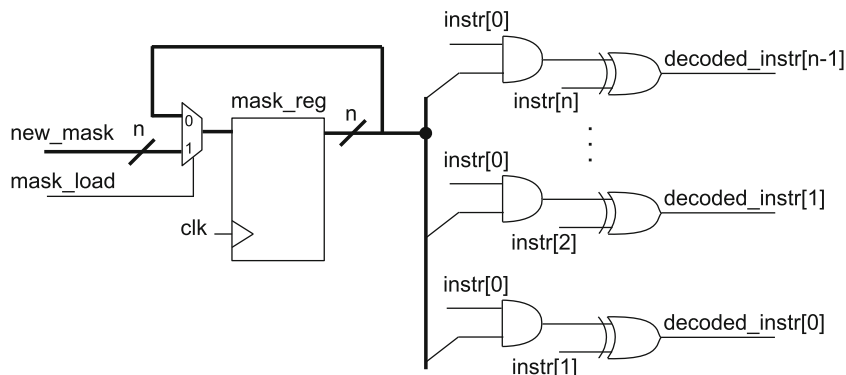 instr[0]
decoded_instr[n-1]
instr[n]
mask_reg
new_mask
n
0
1
n
mask_load
clk
instr[0]
decoded_instr[1]
instr[2]
instr[0]
decoded_instr[0]
instr[1]